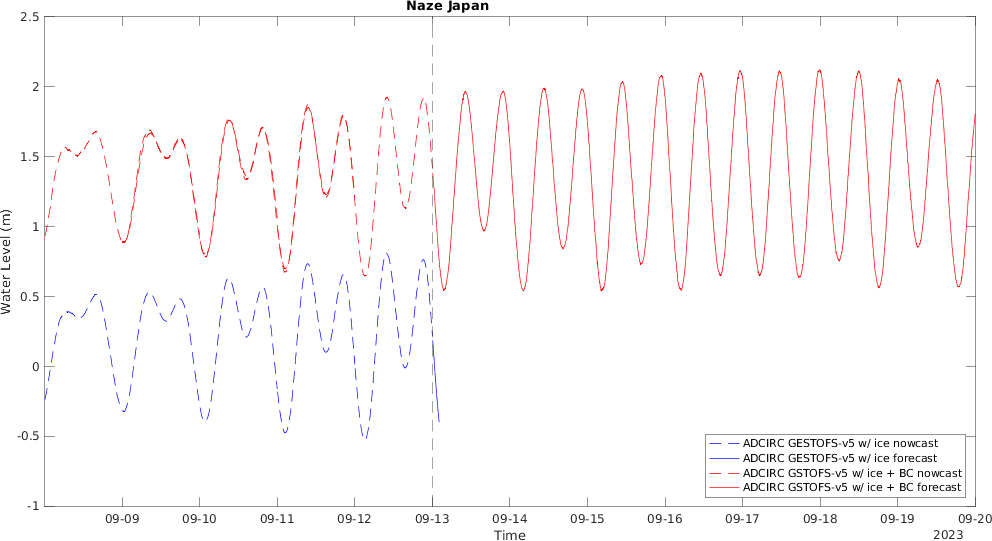 Naze Japan
Water Level (m)
2.5
2
1.5
1
0.5
0
-0.5
-1
ADCIRC GESTOFS-v5 w/ ice nowcast
ADCIRC GESTOFS-v5 w/ ice forecast
ADCIRC GSTOFS-v5 w/ ice + BC nowcast
ADCIRC GSTOFS-v5 w/ ice + BC forecast
09-09 09-10 09-11 09-12 09-13 09-14 09-15 09-16 09-17 09-18 09-19 09-20
Time
2023